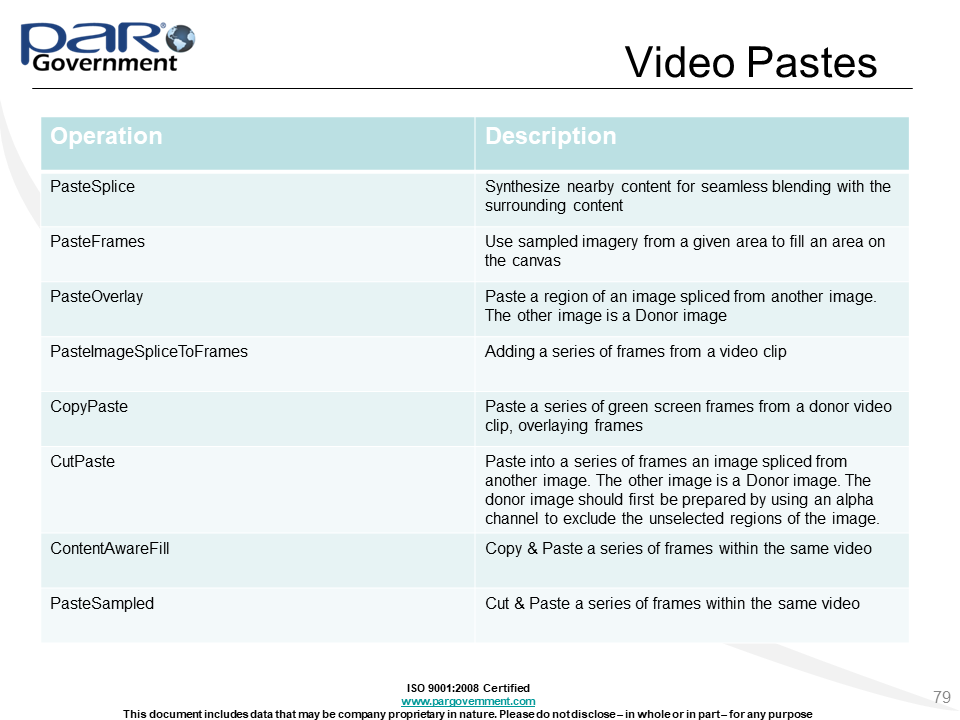 PAR® Government
Video Pastes
Operation
Description
PasteSplice
Synthesize nearby content for seamless blending with the
surrounding content
PasteFrames
Use sampled imagery from a given area to fill an area on
the canvas
PasteOverlay
Paste a region of an image spliced from another image.
The other image is a Donor image
PasteImageSpliceToFrames
Adding a series of frames from a video clip
CopyPaste
Paste a series of green screen frames from a donor video
clip, overlaying frames
CutPaste
Paste into a series of frames an image spliced from
another image. The other image is a Donor image. The
donor image should first be prepared by using an alpha
channel to exclude the unselected regions of the image.
ContentAwareFill
Copy & Paste a series of frames within the same video
PasteSampled
Cut & Paste a series of frames within the same video
ISO 9001:2008 Certified
www.pargovernment.com
This document includes data that may be company proprietary in nature. Please do not disclose – in whole or in part – for any purpose
79